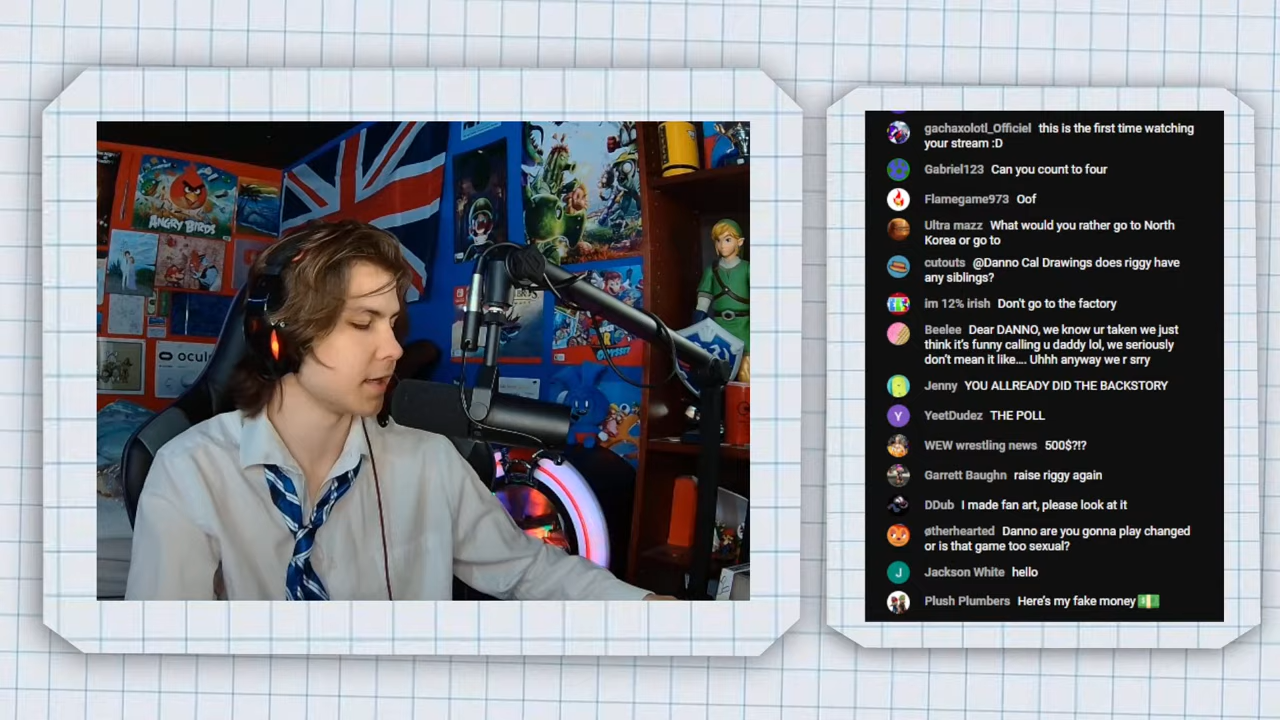 ANGRY BIRDS
ocul
ODYSSEY
gachaxolotl_Officiel this is the first time watching
your stream :D
Gabriel123 Can you count to four
Flamegame973 Oof
Ultra mazz What would you rather go to North
Korea or go to
cutouts @Danno Cal Drawings does riggy have
any siblings?
im 12% irish Don't go to the factory
Beelee Dear DANNO, we know ur taken we just
think it's funny calling u daddy lol, we seriously
don't mean it like.... Uhhh anyway we r srry
Jenny YOU ALLREADY DID THE BACKSTORY
YeetDudez THE POLL
Y
WEW wrestling news 500$?!?
Garrett Baughn raise riggy again
DDub I made fan art, please look at it
øtherhearted Danno are you gonna play changed
or is that game too sexual?
J
Jackson White hello
Plush Plumbers Here's my fake money